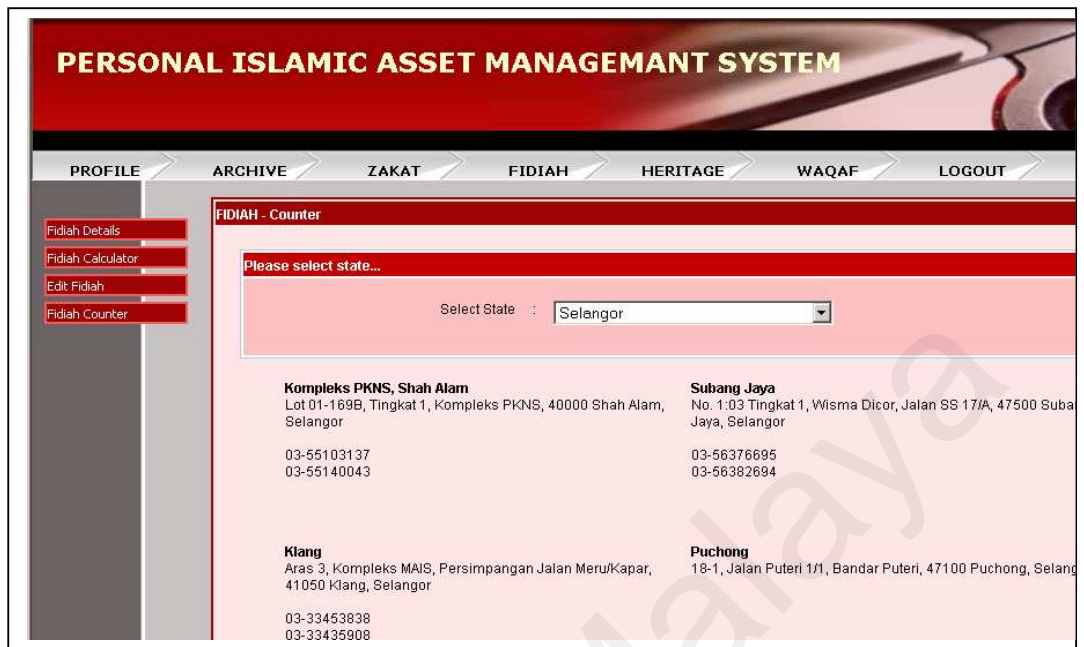 PERSONAL ISLAMIC ASSET MANAGEMANT SYSTEM
PROFILE ARCHIVE ZAKAT FIDIAH HERITAGE WAQAF LOGOUT
Fidiah Details
Fidiah Calculator
Edit Fidiah
Fidiah Counter
FIDIAH - Counter
Please select state...
Select State : Selangor
Kompleks PKNS, Shah Alam
Lot 01-169B, Tingkat 1, Kompleks PKNS, 40000 Shah Alam,
Selangor
03-55103137
03-55140043
Subang Jaya
No. 1:03 Tingkat 1, Wisma Dicor, Jalan SS 17/A, 47500 Suba
Jaya, Selangor
03-56376695
03-56382694
Klang
Aras 3, Kompleks MAIS, Persimpangan Jalan Meru/Kapar,
41050 Klang, Selangor
03-33453838
03-33435908
Puchong
18-1, Jalan Puteri 1/1, Bandar Puteri, 47100 Puchong, Selang
Malaya